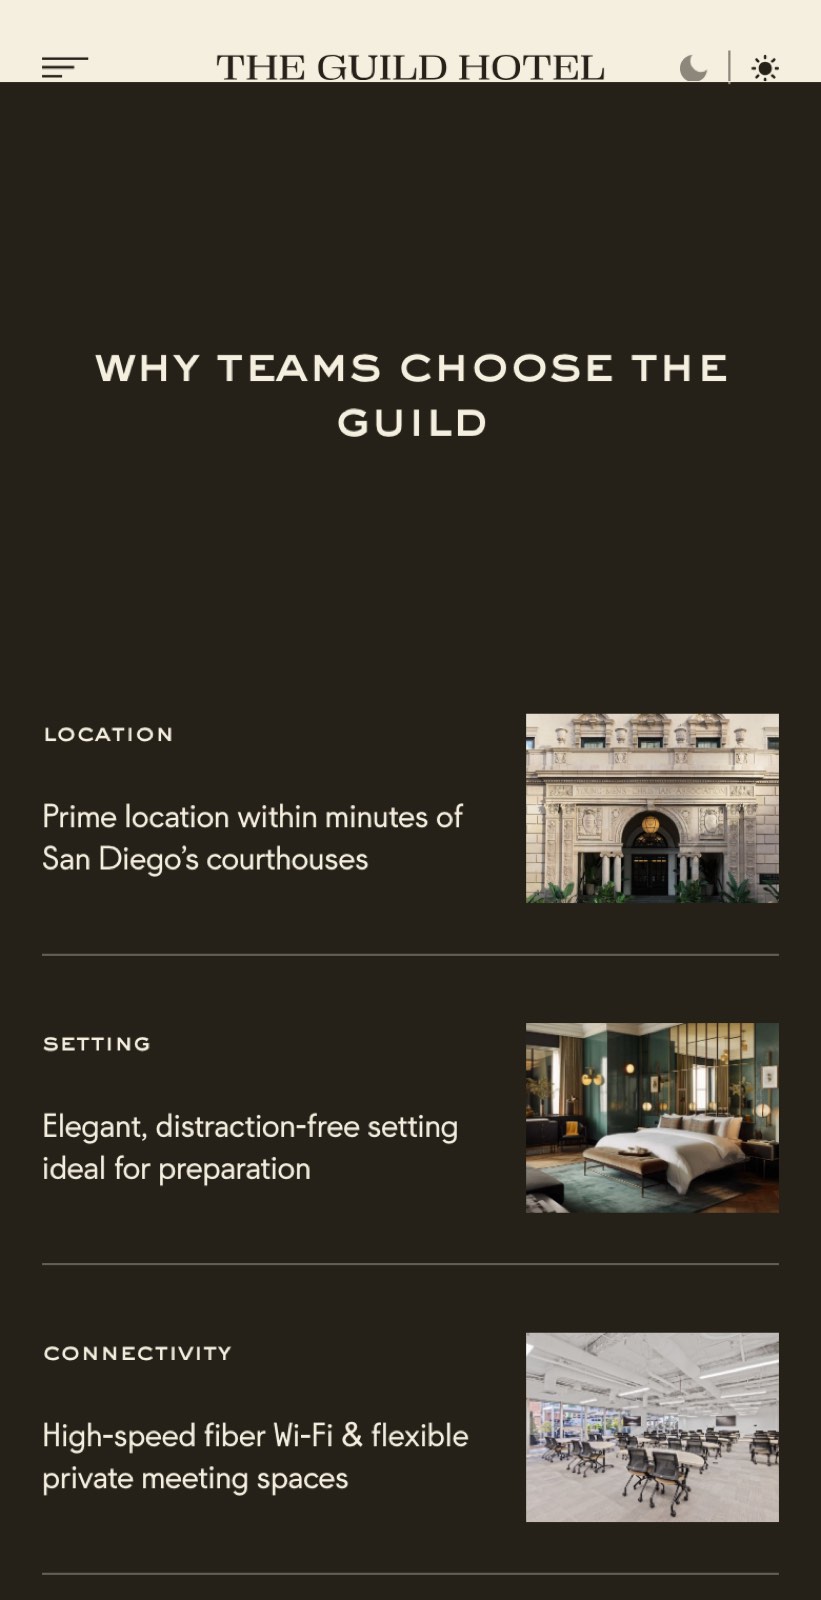 THE GUILD HOTEL
WHY TEAMS CHOOSE THE
GUILD
LOCATION
Prime location within minutes of
San Diego’s courthouses
SETTING
Elegant, distraction-free setting
ideal for preparation
CONNECTIVITY
High-speed fiber Wi-Fi & flexible
private meeting spaces